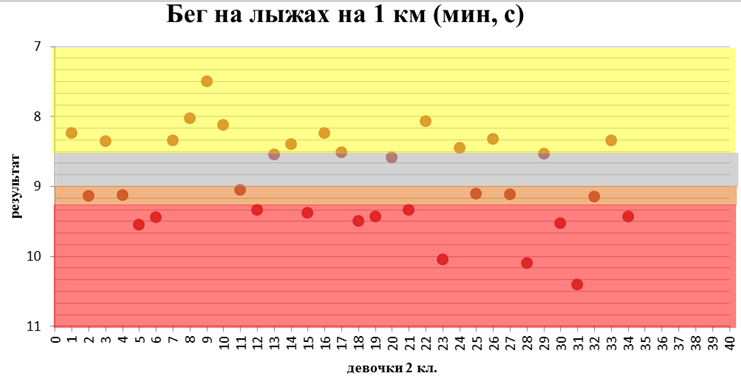 Бег на лыжах на 1 км (мин, с)
7
8
9
10
11
результат
0 1 2 3 4 5 6 7 8 9 10 11 12 13 14 15 16 17 18 19 20 21 22 23 24 25 26 27 28 29 30 31 32 33 34 35 36 37 38 39 40
девочки 2 кл.